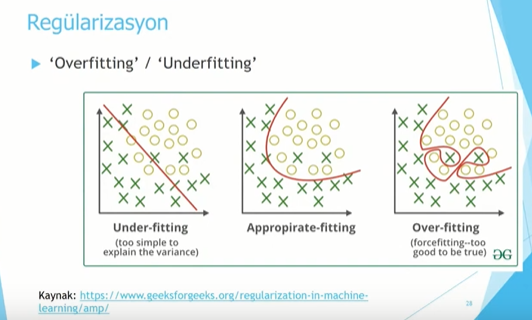 Regülarizasyon
‘Overfitting’ / ‘Underfitting’
Under-fitting
(too simple to
explain the variance)
Appropirate-fitting
Over-fitting
(forcefitting--too
good to be true)
Kaynak: https://www.geeksforgeeks.org/regularization-in-machine-
learning/amp/
28